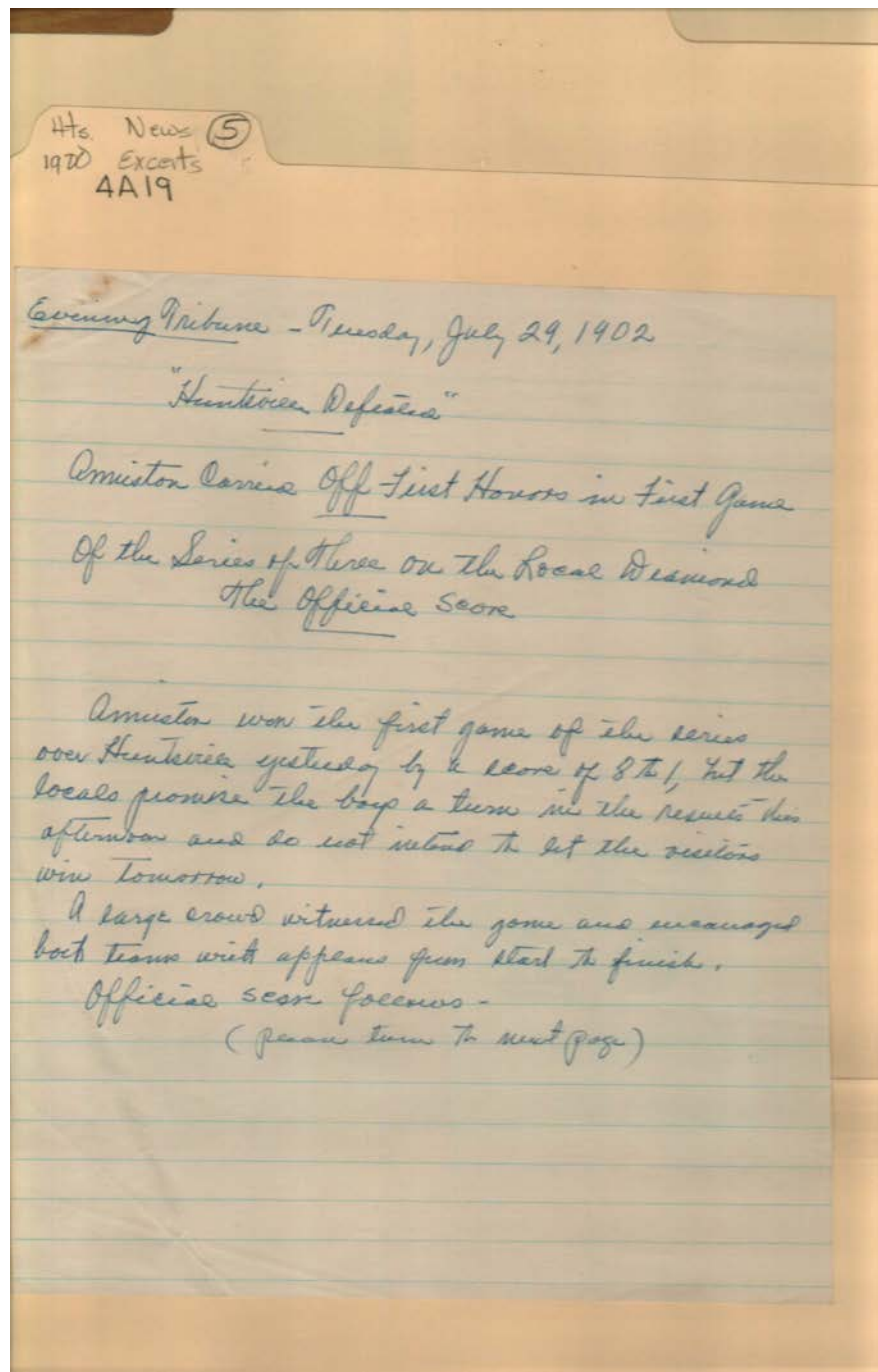 Hts. News 5
1970 Excerts
4A19
Evening Tribune - Tuesday, July 29, 1902
"Huntsville Defeated"
Anniston Carried Off First Honors in First Game
Of the Series of Three on the Local Diamond
The Official Score
Anniston won the first game of the series
over Huntsville yesterday by a score of 8 to 1, but the
locals promise the boys a turn in the results this
afternoon and do not intend to let the visitors
win tomorrow.
A large crowd witnessed the game and encouraged
both teams with applaus from start to finish.
Official score follows -
(please turn to next page)